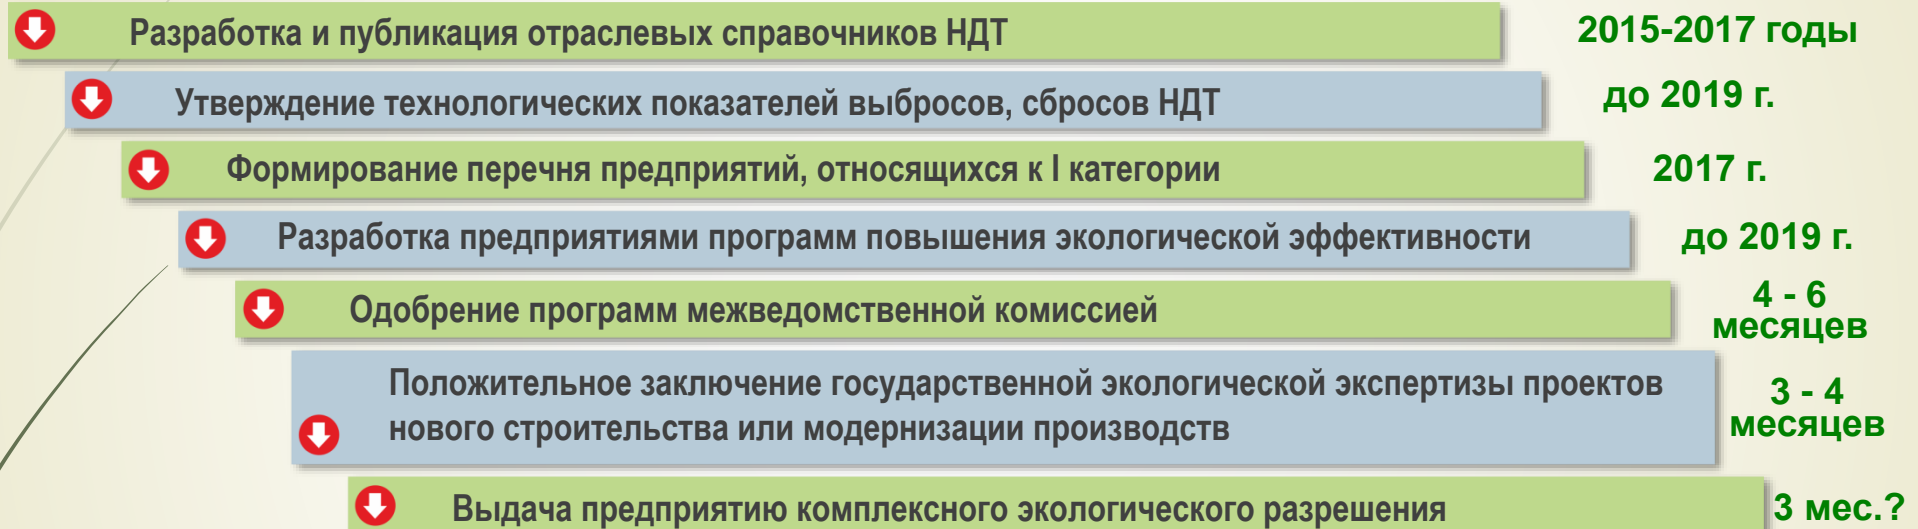 Разработка и публикация отраслевых справочников НДТ
2015-2017 годы
Утверждение технологических показателей выбросов, сбросов НДТ
до 2019 г.
Формирование перечня предприятий, относящихся к I категории
2017 г.
Разработка предприятиями программ повышения экологической эффективности
до 2019 г.
Одобрение программ межведомственной комиссией
4 - 6
месяцев
Положительное заключение государственной экологической экспертизы проектов
нового строительства или модернизации производств
3 - 4
месяцев
Выдача предприятию комплексного экологического разрешения
3 мес.?